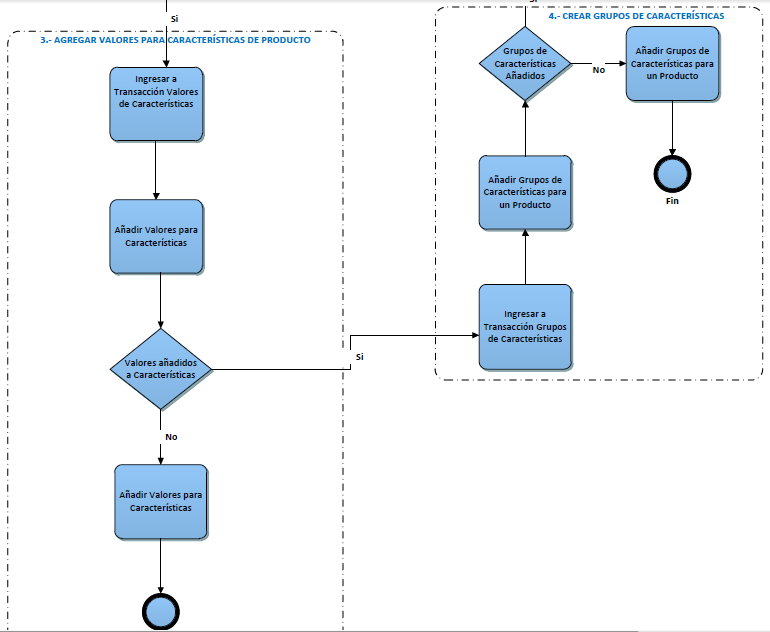 Si
3.- AGREGAR VALORES PARA CARACTERÍSTICAS DE PRODUCTO
Ingresar a
Transacción Valores
de Características
Añadir Valores para
Características
Valores añadidos
a Características
Si
No
Añadir Valores para
Características
4.- CREAR GRUPOS DE CARACTERÍSTICAS
Grupos de
Características
Añadidos
No
Añadir Grupos de
Características para
un Producto
Fin
Añadir Grupos de
Características para
un Producto
Ingresar a
Transacción Grupos
de Características